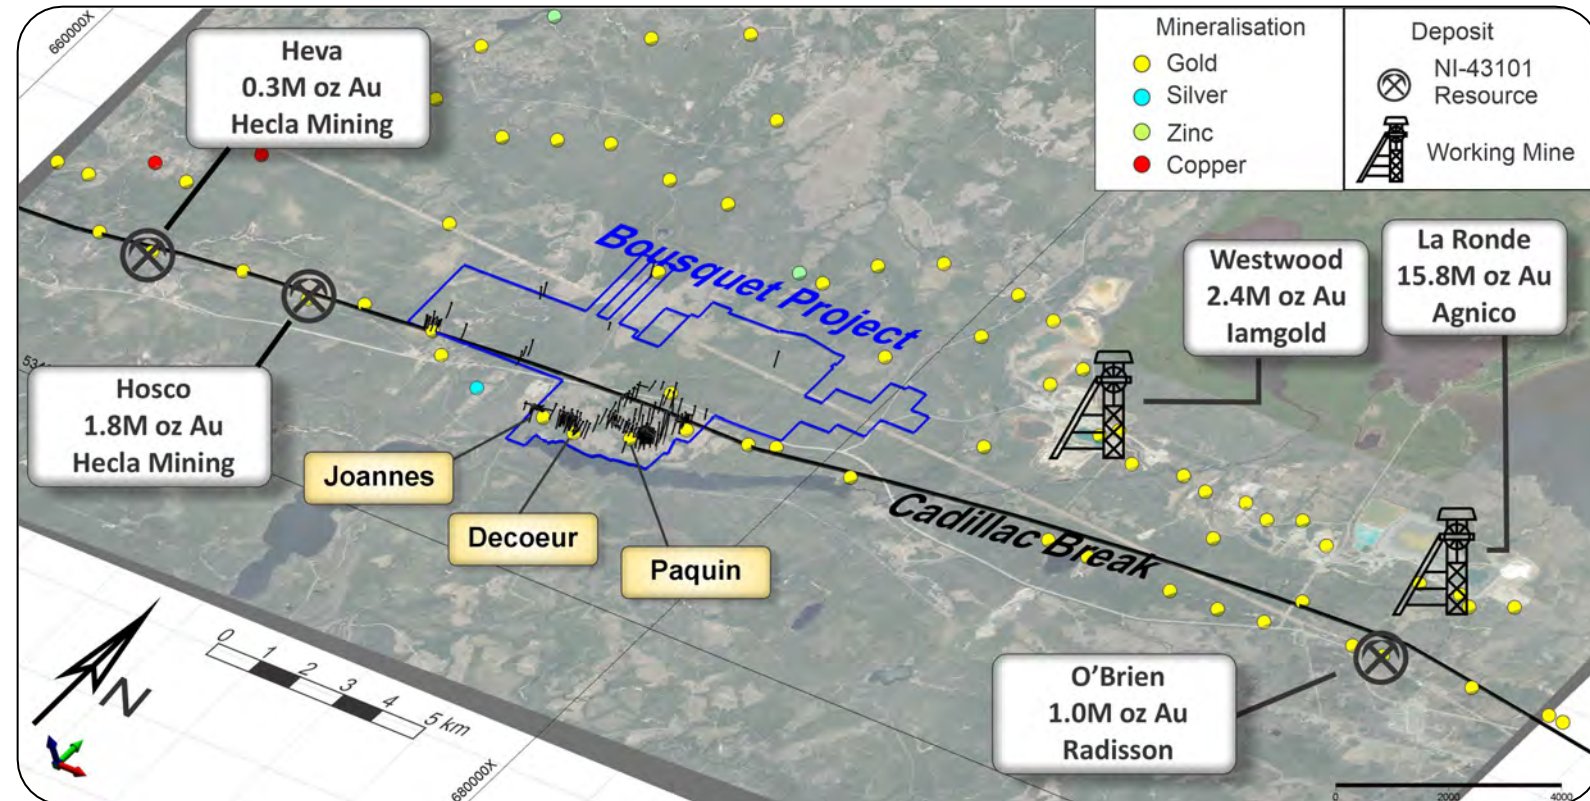 660000X
Heva
0.3M oz Au
Hecla Mining
Mineralisation
Gold
Silver
Zinc
Copper
Deposit
NI-43101
Resource
Working Mine
Bousquet Project
Westwood
2.4M oz Au
Iamgold
La Ronde
15.8M oz Au
Agnico
Hosco
1.8M oz Au
Hecla Mining
Joannes
Decoeur
Paquin
Cadillac Break
O'Brien
1.0M oz Au
Radisson
N
0 1 2 3 4 5 km
680000X
0 2000 4000